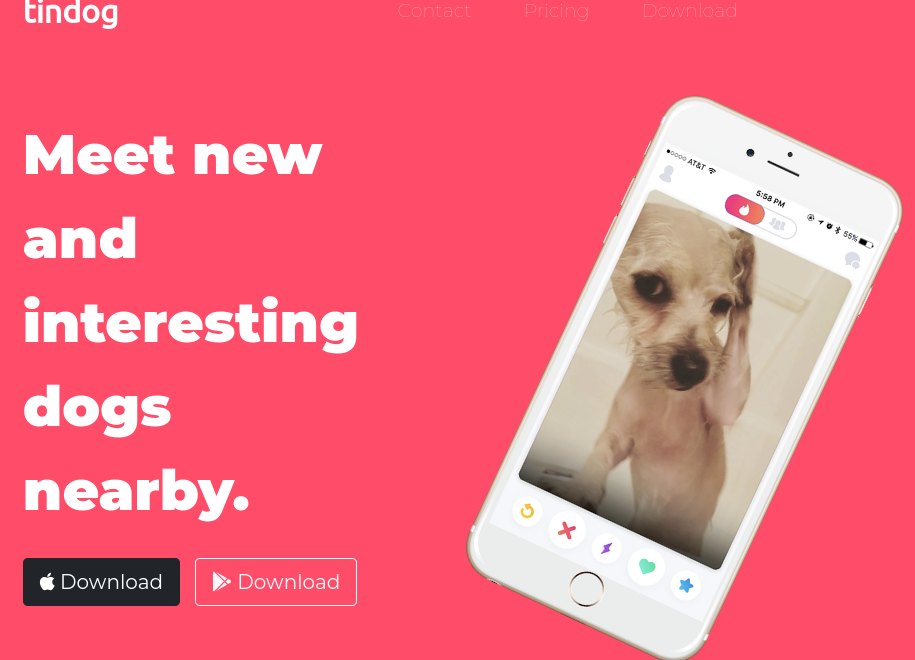 tindog
Contact Pricing Download
Meet new
and
interesting
dogs
nearby.
Download Download
AT&T
5:58 PM
55%